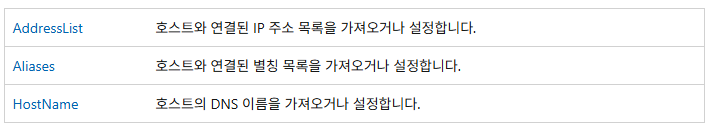 AddressList 호스트와 연결된 IP 주소 목록을 가져오거나 설정합니다.
Aliases 호스트와 연결된 별칭 목록을 가져오거나 설정합니다.
HostName 호스트의 DNS 이름을 가져오거나 설정합니다.